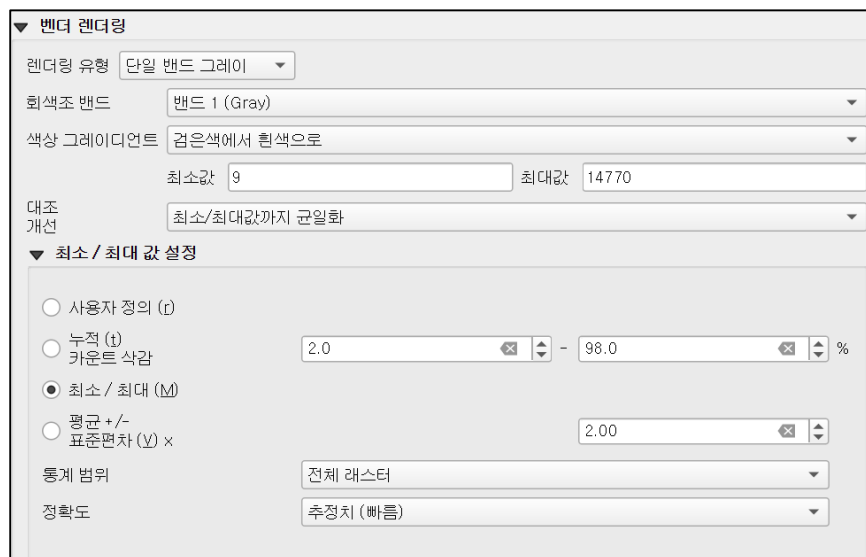 벤더 렌더링
렌더링 유형 단일 밴드 그레이
회색조 밴드 밴드 1 (Gray)
색상 그레이디언트 검은색에서 흰색으로
최소값 9 최대값 14770
대조
개선 최소/최대값까지 균일화
최소 / 최대 값 설정
사용자 정의 (r)
누적 (t)
카운트 삭감 2.0 - 98.0 %
최소 / 최대 (M)
평균 +/-
표준편차 (V) x 2.00
통계 범위 전체 래스터
정확도 추정치 (빠름)